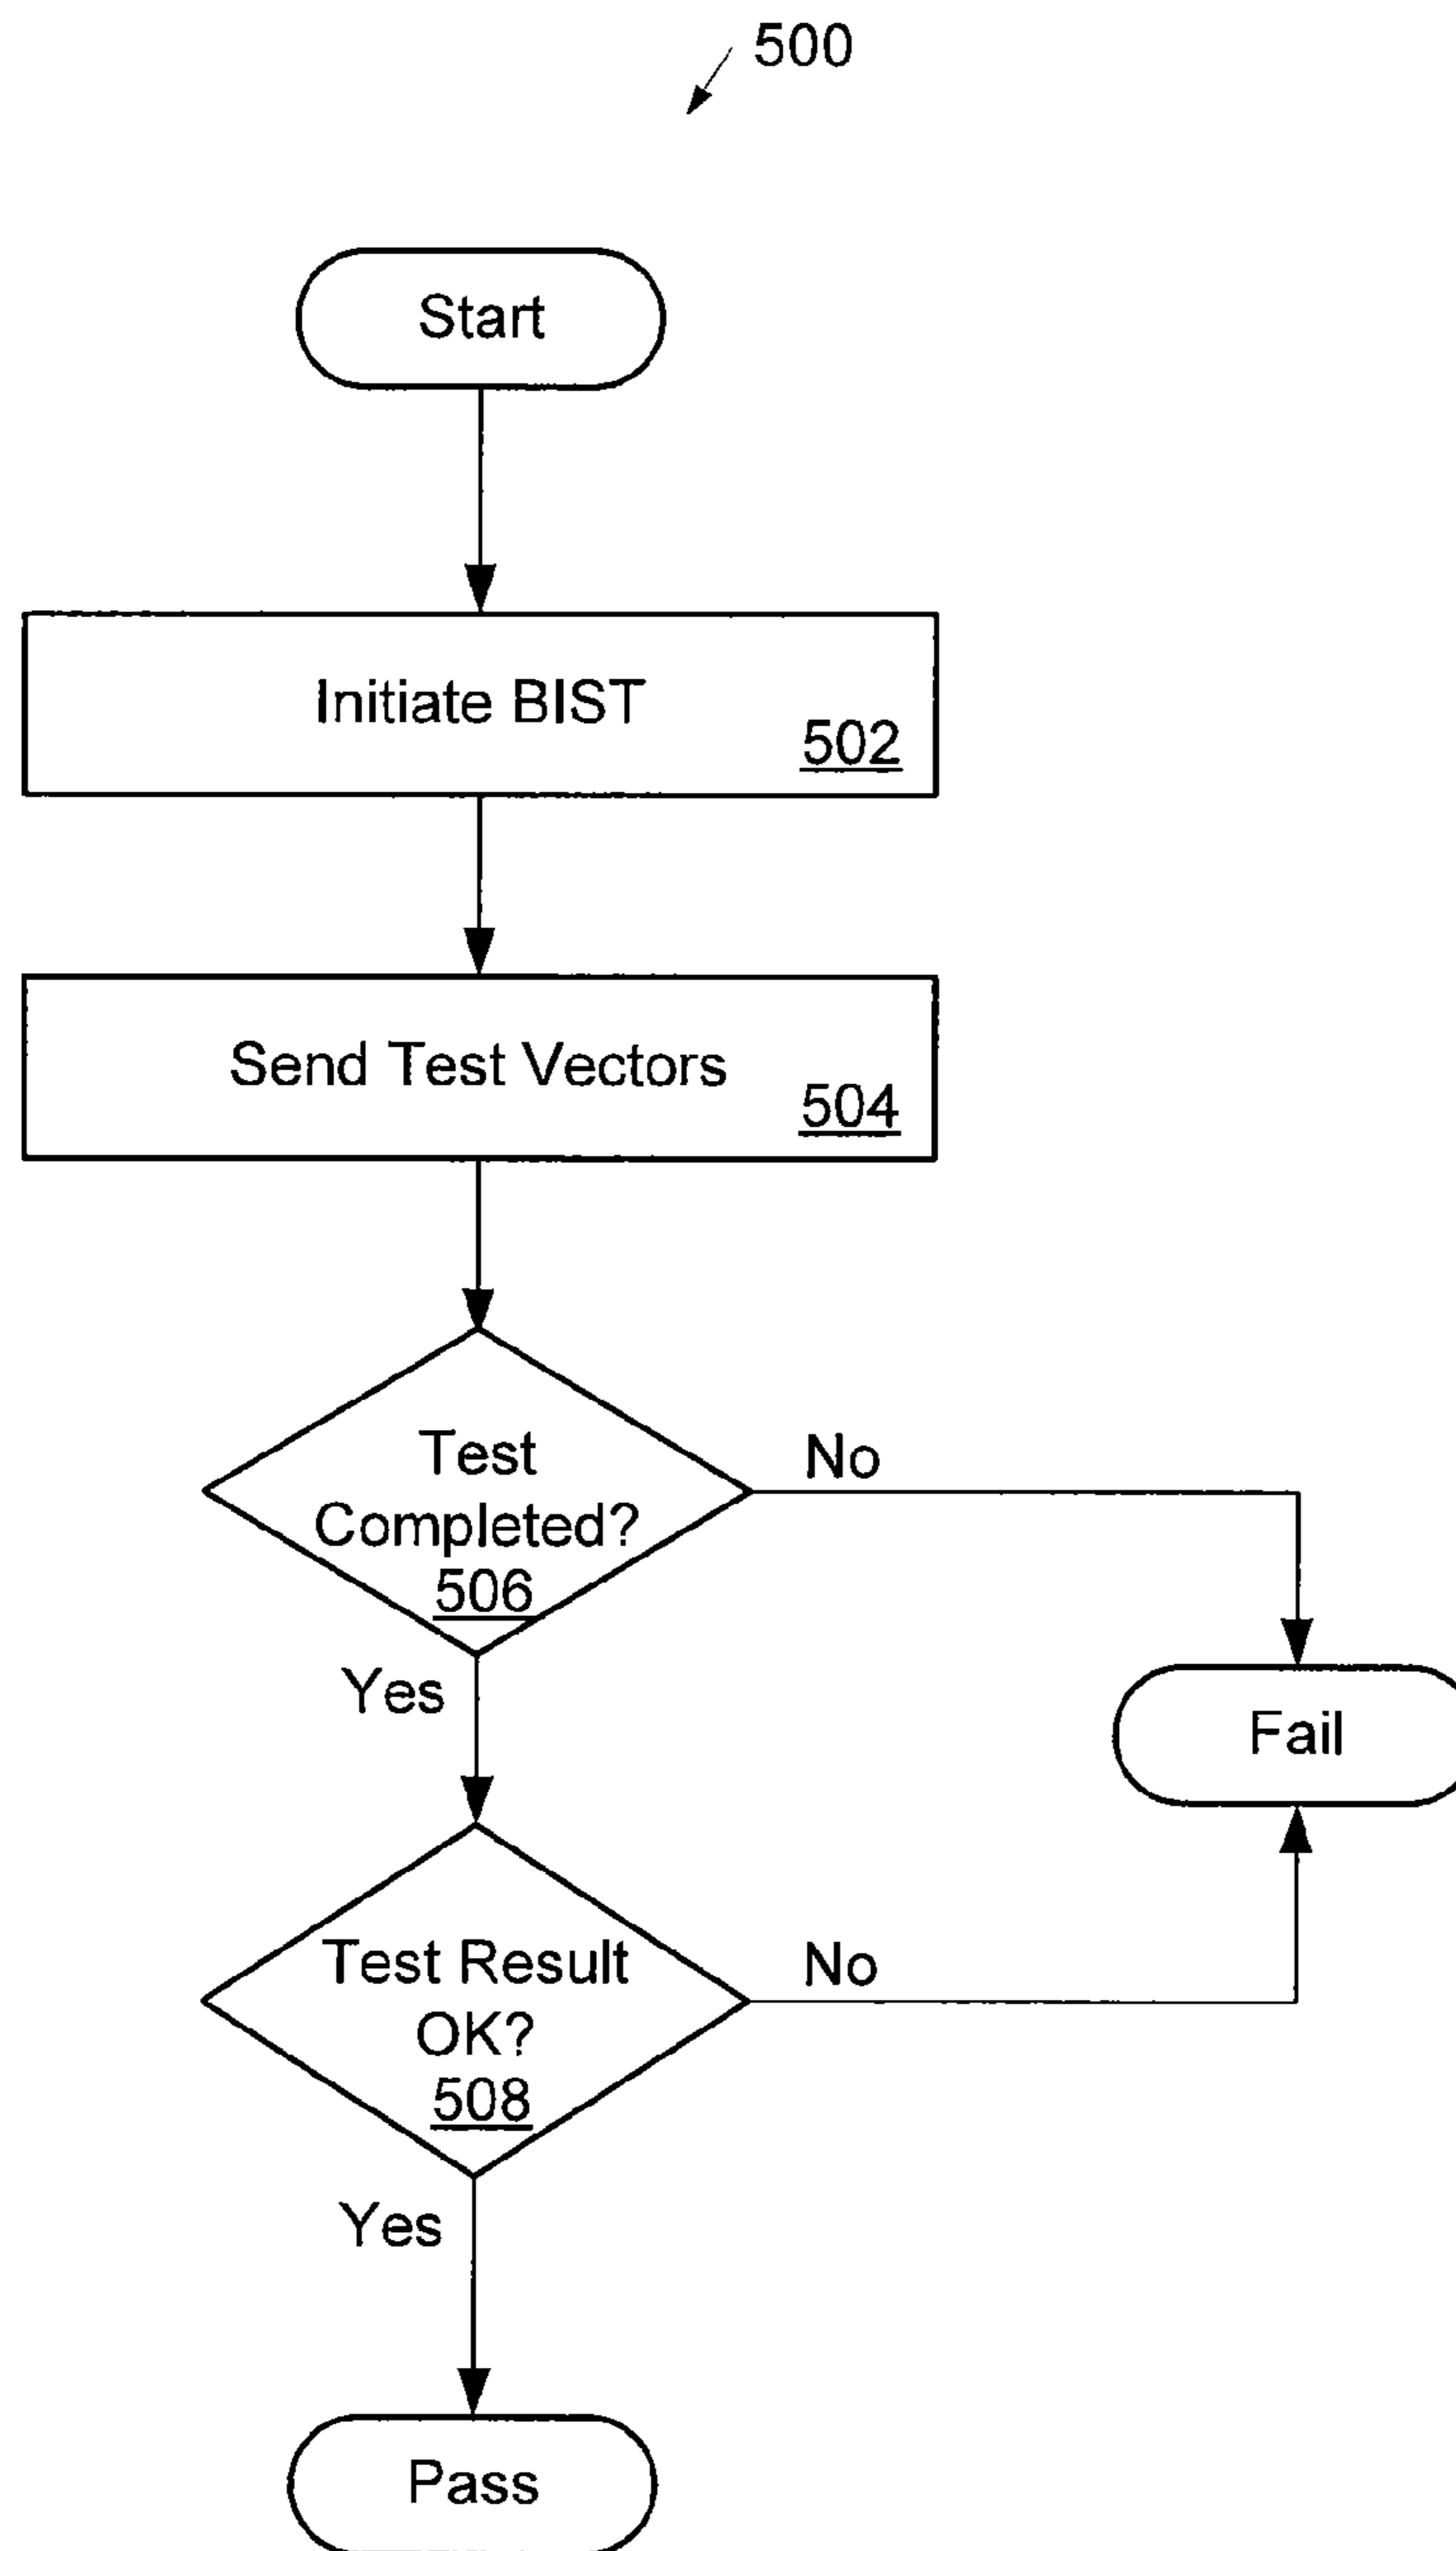 500
Start
Initiate BIST
502
Send Test Vectors
504
Test
Completed?
506
No
Yes
Fail
Test Result
OK?
508
No
Yes
Pass